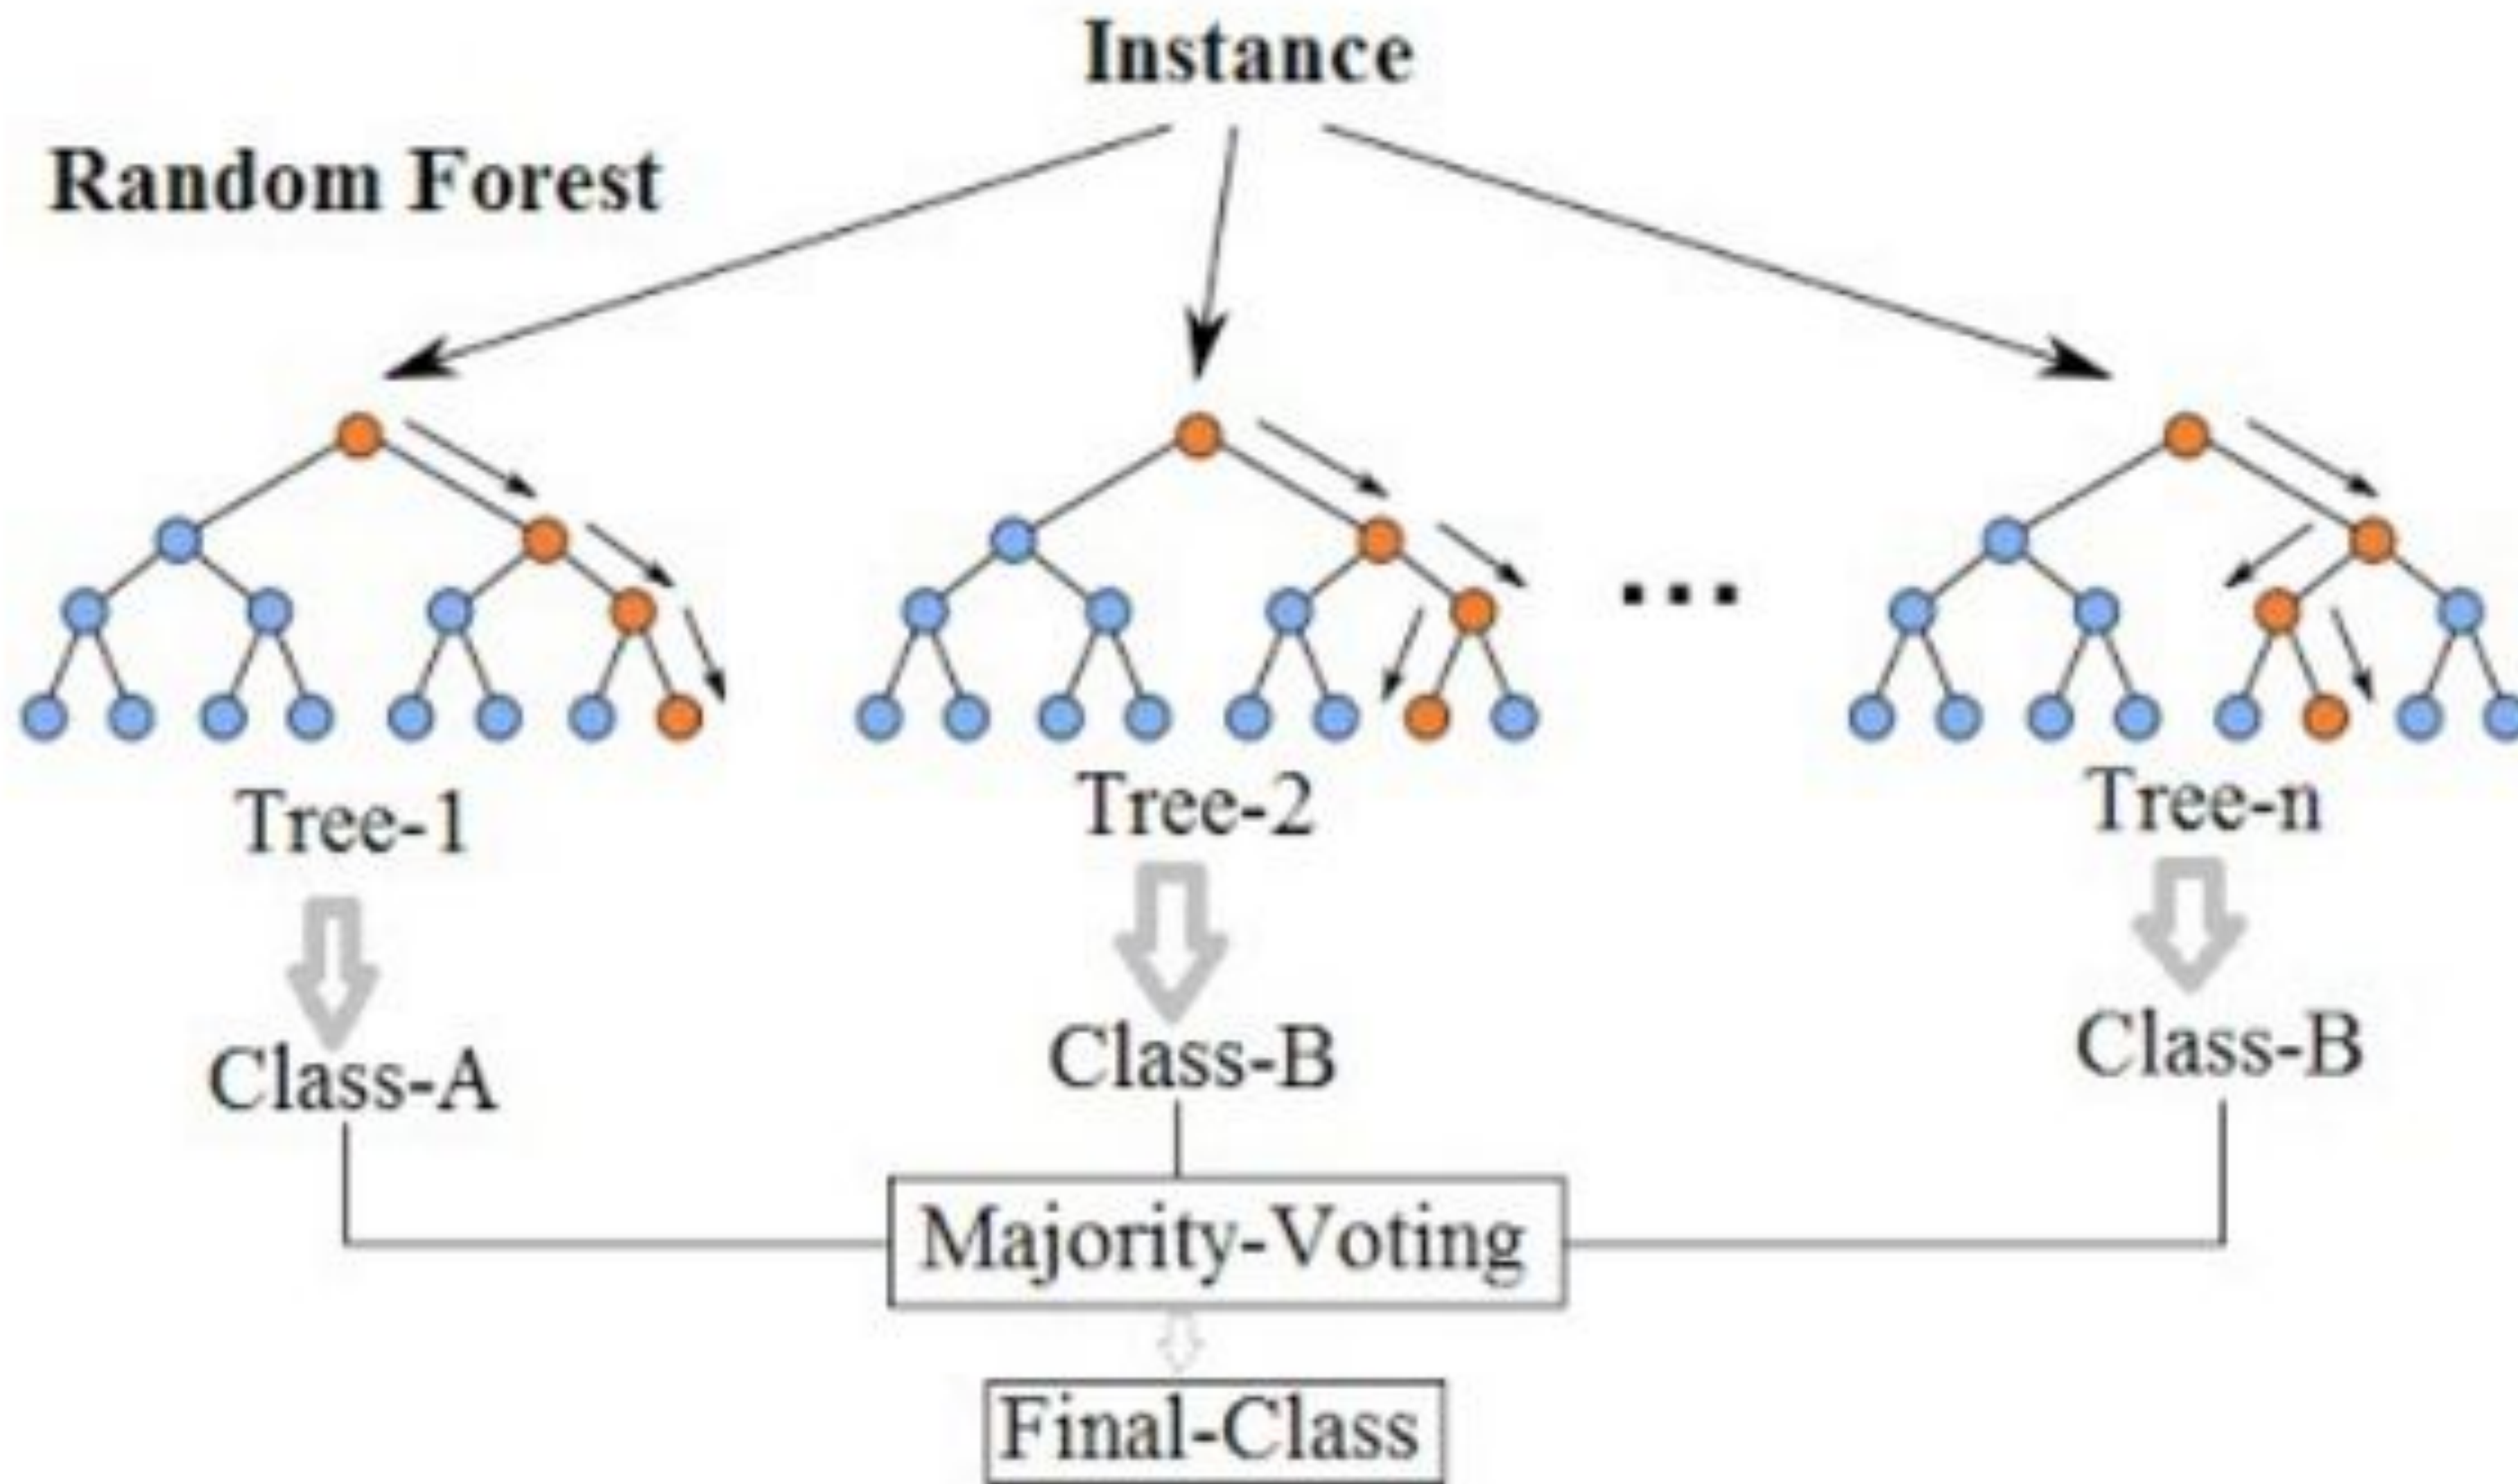 Instance
Random Forest
Tree-1
Tree-2
Tree-n
Class-A
Class-B
Class-B
Majority-Voting
Final-Class